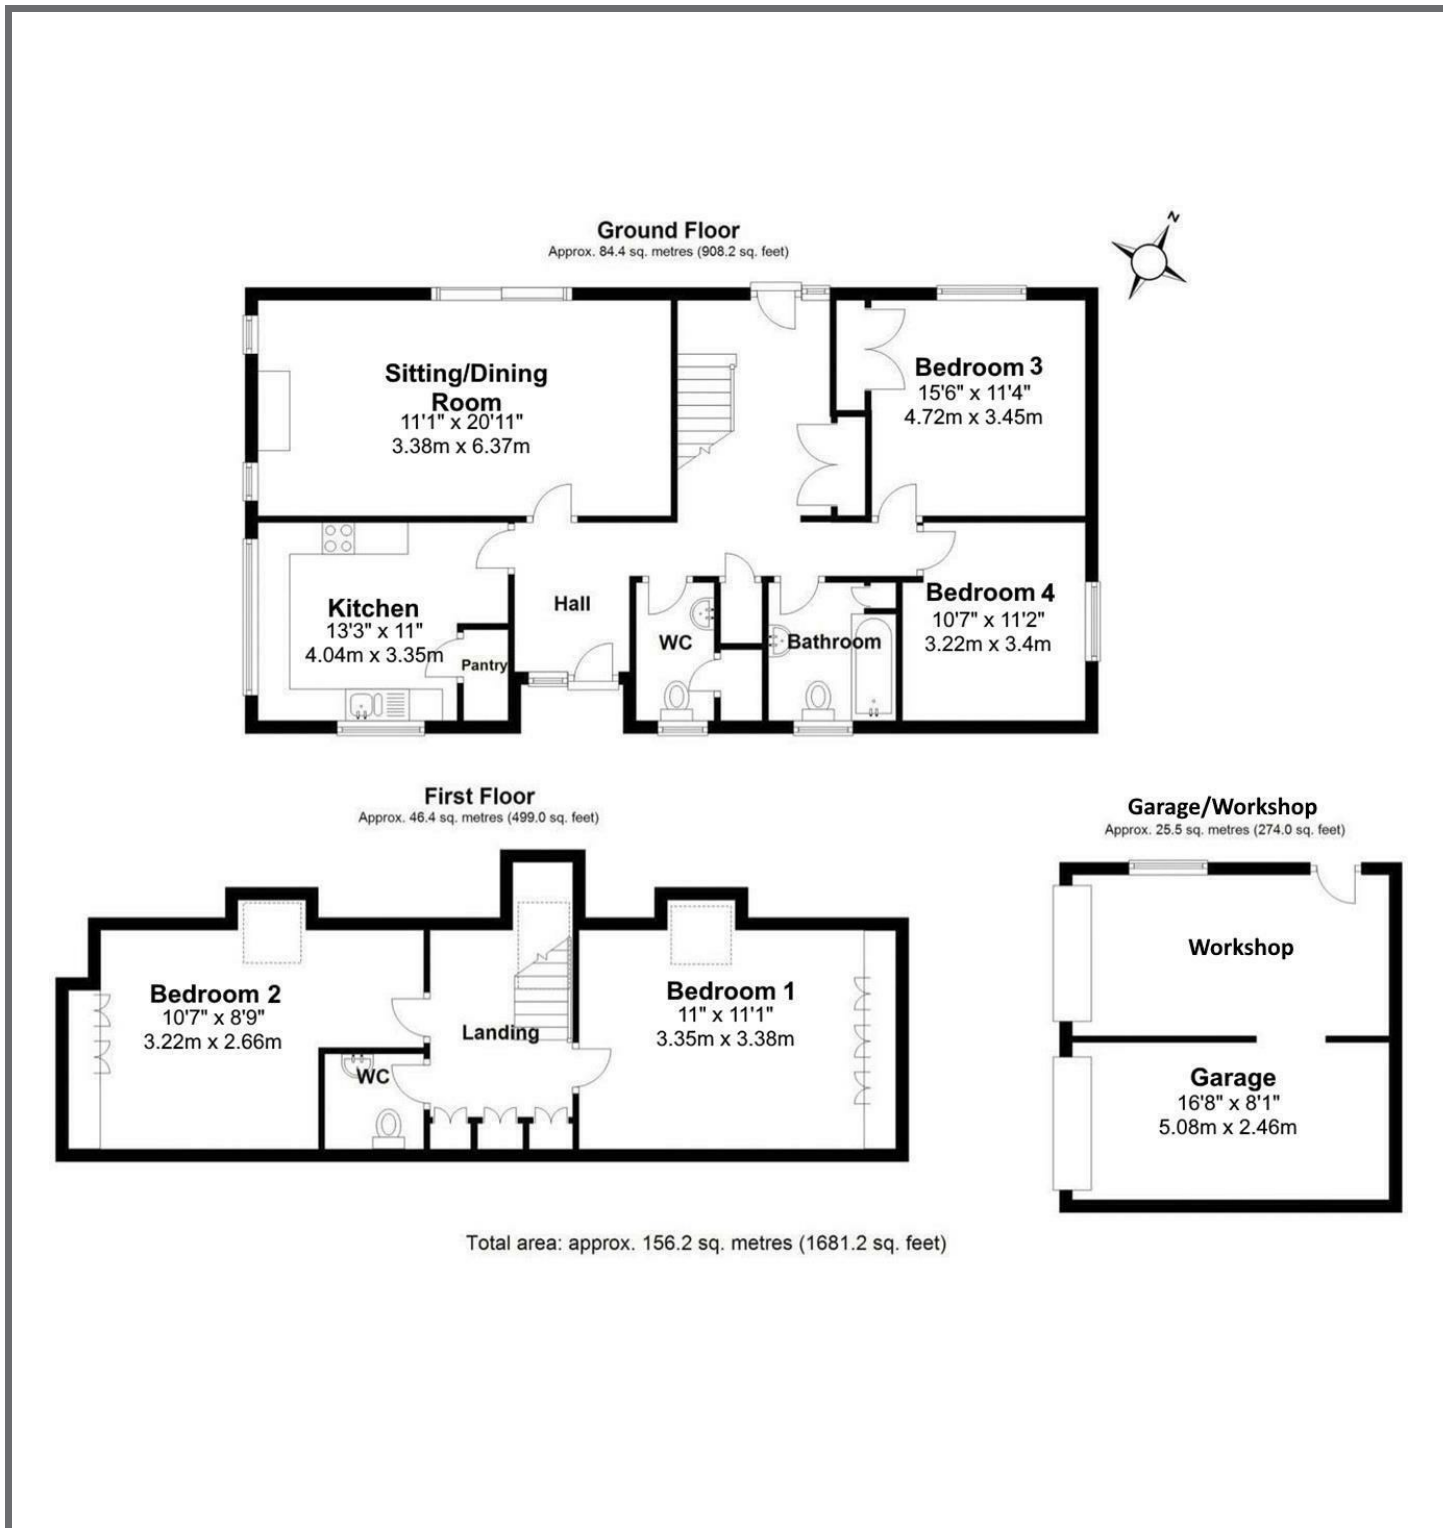 Ground Floor
Approx. 84.4 sq. metres (908.2 sq. feet)
N
Sitting/Dining
Room
11'1" x 20'11"
3.38m x 6.37m
Bedroom 3
15'6" x 11'4"
4.72m x 3.45m
Kitchen
13'3" x 11"
4.04m x 3.35m
Pantry
Hall
WC
Bathroom
Bedroom 4
10'7" x 11'2"
3.22m x 3.4m
First Floor
Approx. 46.4 sq. metres (499.0 sq. feet)
Bedroom 2
10'7" x 8'9"
3.22m x 2.66m
WC
Landing
Bedroom 1
11" x 11'1"
3.35m x 3.38m
Garage/Workshop
Approx. 25.5 sq. metres (274.0 sq. feet)
Workshop
Garage
16'8" x 8'1"
5.08m x 2.46m
Total area: approx. 156.2 sq. metres (1681.2 sq. feet)